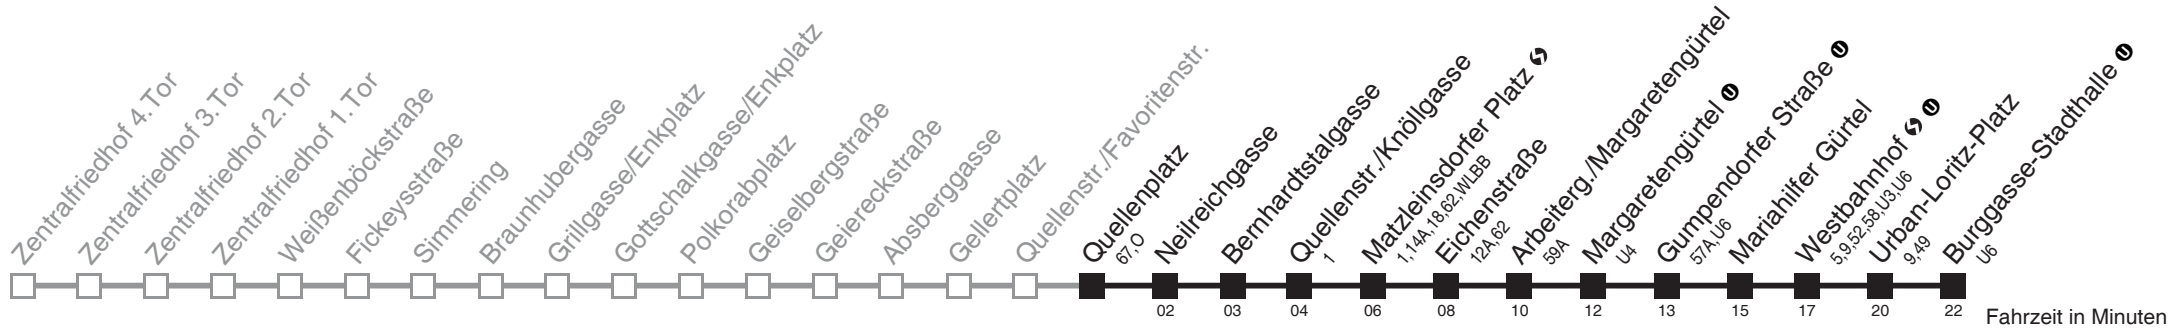 Zentralfriedhof 4.Tor
Zentralfriedhof 3.Tor
Zentralfriedhof 2.Tor
Zentralfriedhof 1.Tor
Weißenböckstraße
Fickeysstraße
Simmering
Braunhubergasse
Grillgasse/Enkplatz
Gottschalkgasse/Enkplatz
Polkorabplatz
Geiselbergstraße
Geiereckstraße
Absberggasse
Gellertplatz
Quellenstr./Favoritenstr.
Quellenplatz
67,O
Neilreichgasse
02
Bernhardtstalgasse
03
Quellenstr./Knöllgasse
1
04
Matzleinsdorfer Platz
1,14A,18,62,WLBB
06
Eichenstraße
12A,62
08
Arbeiterg./Margaretengürtel
59A
10
Margaretengürtel U
U4
12
Gumpendorfer Straße U
57A,U6
13
Mariahilfer Gürtel
15
Westbahnhof U
5,9,52,58,U3,U6
17
Urban-Loritz-Platz
9,49
20
Burggasse-Stadthalle U
U6
22
Fahrzeit in Minuten